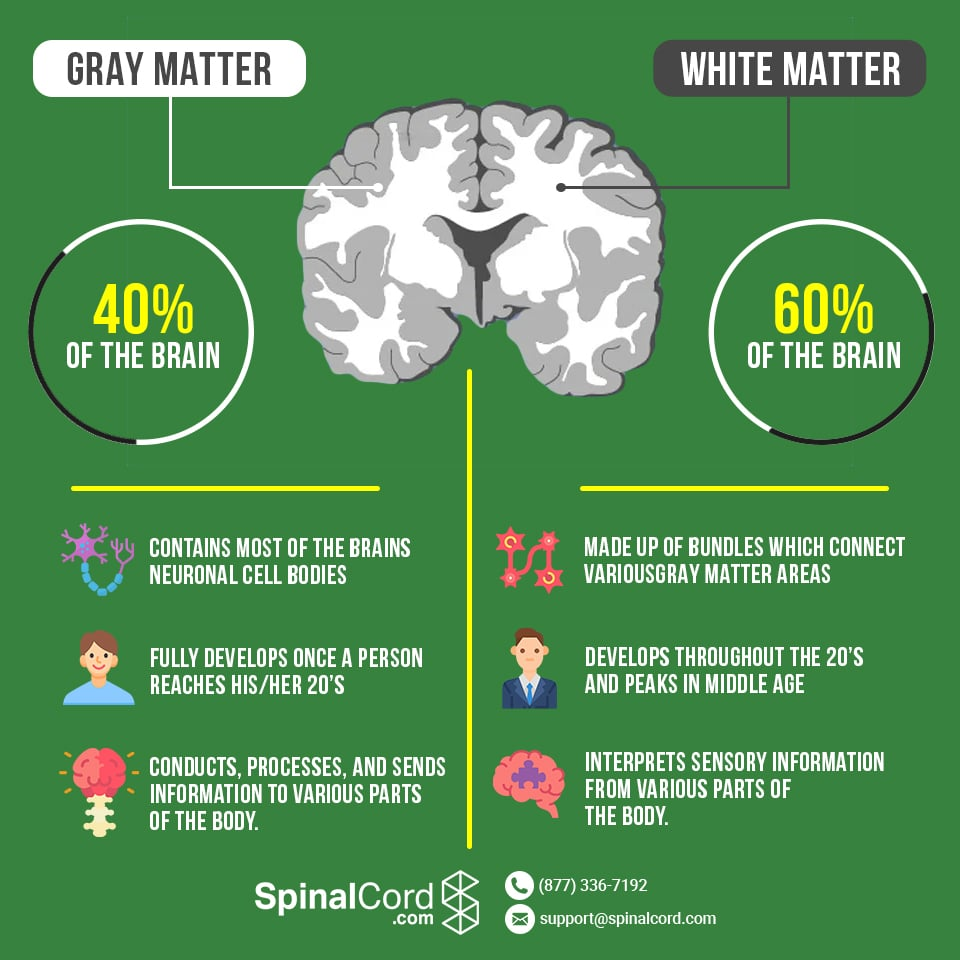 GRAY MATTER
WHITE MATTER
40%
OF THE BRAIN
60%
OF THE BRAIN
CONTAINS MOST OF THE BRAINS
NEURONAL CELL BODIES
FULLY DEVELOPS ONCE A PERSON
REACHES HIS/HER 20'S
CONDUCTS, PROCESSES, AND SENDS
INFORMATION TO VARIOUS PARTS
OF THE BODY.
MADE UP OF BUNDLES WHICH CONNECT
VARIOUSGRAY MATTER AREAS
DEVELOPS THROUGHOUT THE 20'S
AND PEAKS IN MIDDLE AGE
INTERPRETS SENSORY INFORMATION
FROM VARIOUS PARTS OF
THE BODY.
SpinalCord
.com
(877) 336-7192
support@spinalcord.com